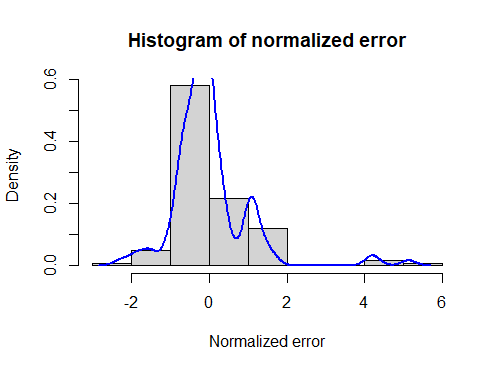 Histogram of normalized error
Density
0.6
0.4
0.2
0.0
-2 0 2 4 6
Normalized error